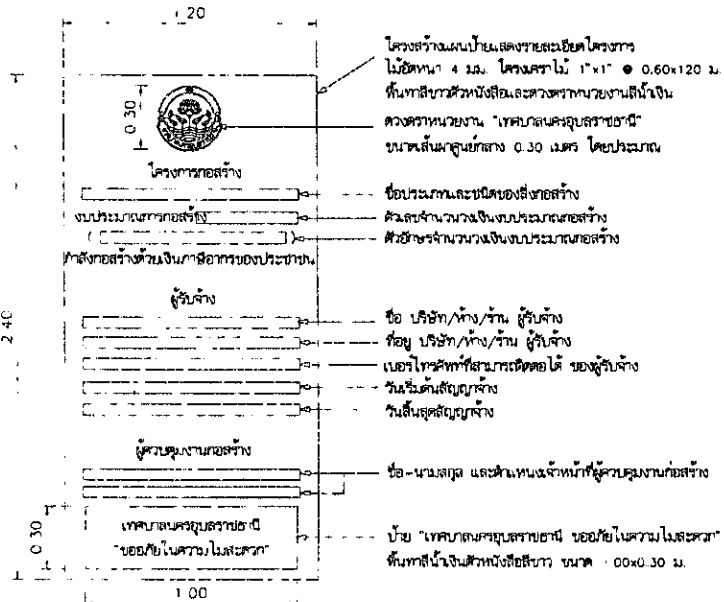 1.20
โครงสร้างแผ่นป้ายแสดงรายละเอียดโครงการ
ไม้อัดหนา 4 มม. โครงเคราไม้ 1"x1" @ 0.60x120 ม.
พื้นทาสีขาวตัวหนังสือและดวงตราหน่วยงานสีน้ำเงิน
0.30
ดวงตราหน่วยงาน "เทศบาลนครอุบลราชธานี"
ขนาดเส้นผ่าศูนย์กลาง 0.30 เมตร โดยประมาณ
โครงการก่อสร้าง
ชื่อประเภทและชนิดของสิ่งก่อสร้าง
งบประมาณการก่อสร้าง
ตัวเลขจำนวนวงเงินงบประมาณก่อสร้าง
( )
ตัวอักษรจำนวนวงเงินงบประมาณก่อสร้าง
กำลังก่อสร้างด้วยเงินภาษีอากรของประชาชน
ผู้รับจ้าง
2.40
ชื่อ บริษัท/ห้าง/ร้าน ผู้รับจ้าง
ที่อยู่ บริษัท/ห้าง/ร้าน ผู้รับจ้าง
เบอร์โทรศัพท์ที่สามารถติดต่อได้ ของผู้รับจ้าง
วันเริ่มต้นสัญญาจ้าง
วันสิ้นสุดสัญญาจ้าง
ผู้ควบคุมงานก่อสร้าง
ชื่อ-นามสกุล และตำแหน่งเจ้าหน้าที่ผู้ควบคุมงานก่อสร้าง
0.30
เทศบาลนครอุบลราชธานี
"ขออภัยในความไม่สะดวก"
ป้าย "เทศบาลนครอุบลราชธานี ขออภัยในความไม่สะดวก"
พื้นทาสีน้ำเงินตัวหนังสือสีขาว ขนาด 1.00x0.30 ม.
1.00